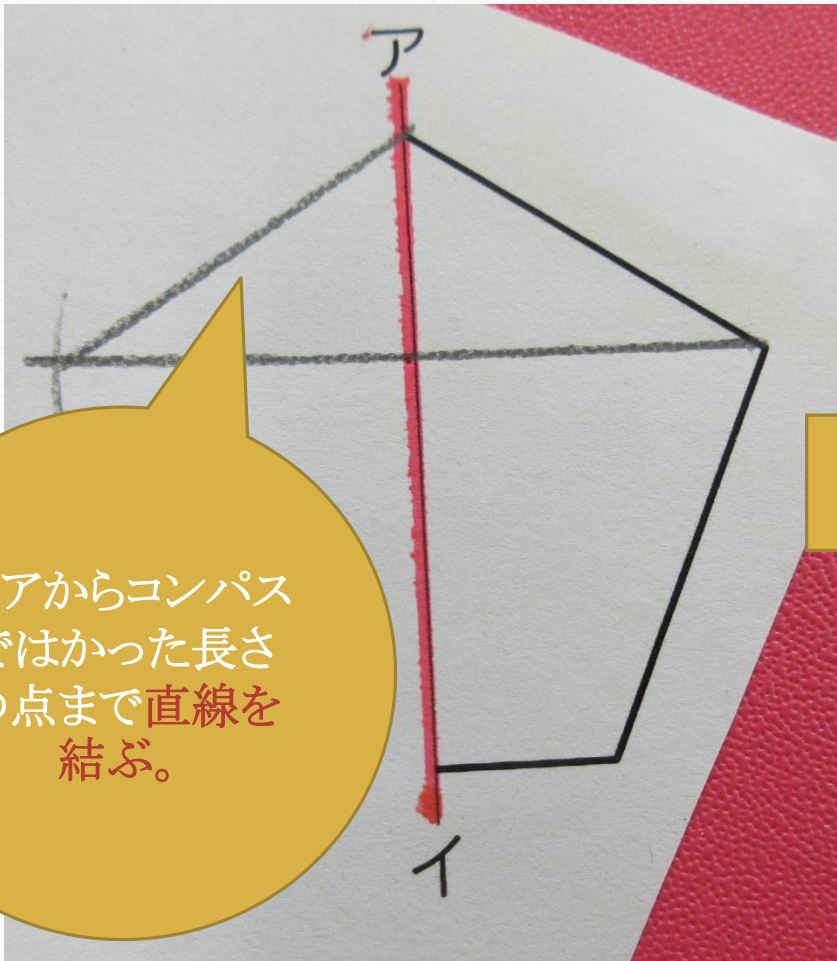 ア
アからコンパス
ではかった長さ
の点まで直線を
結ぶ。
イ